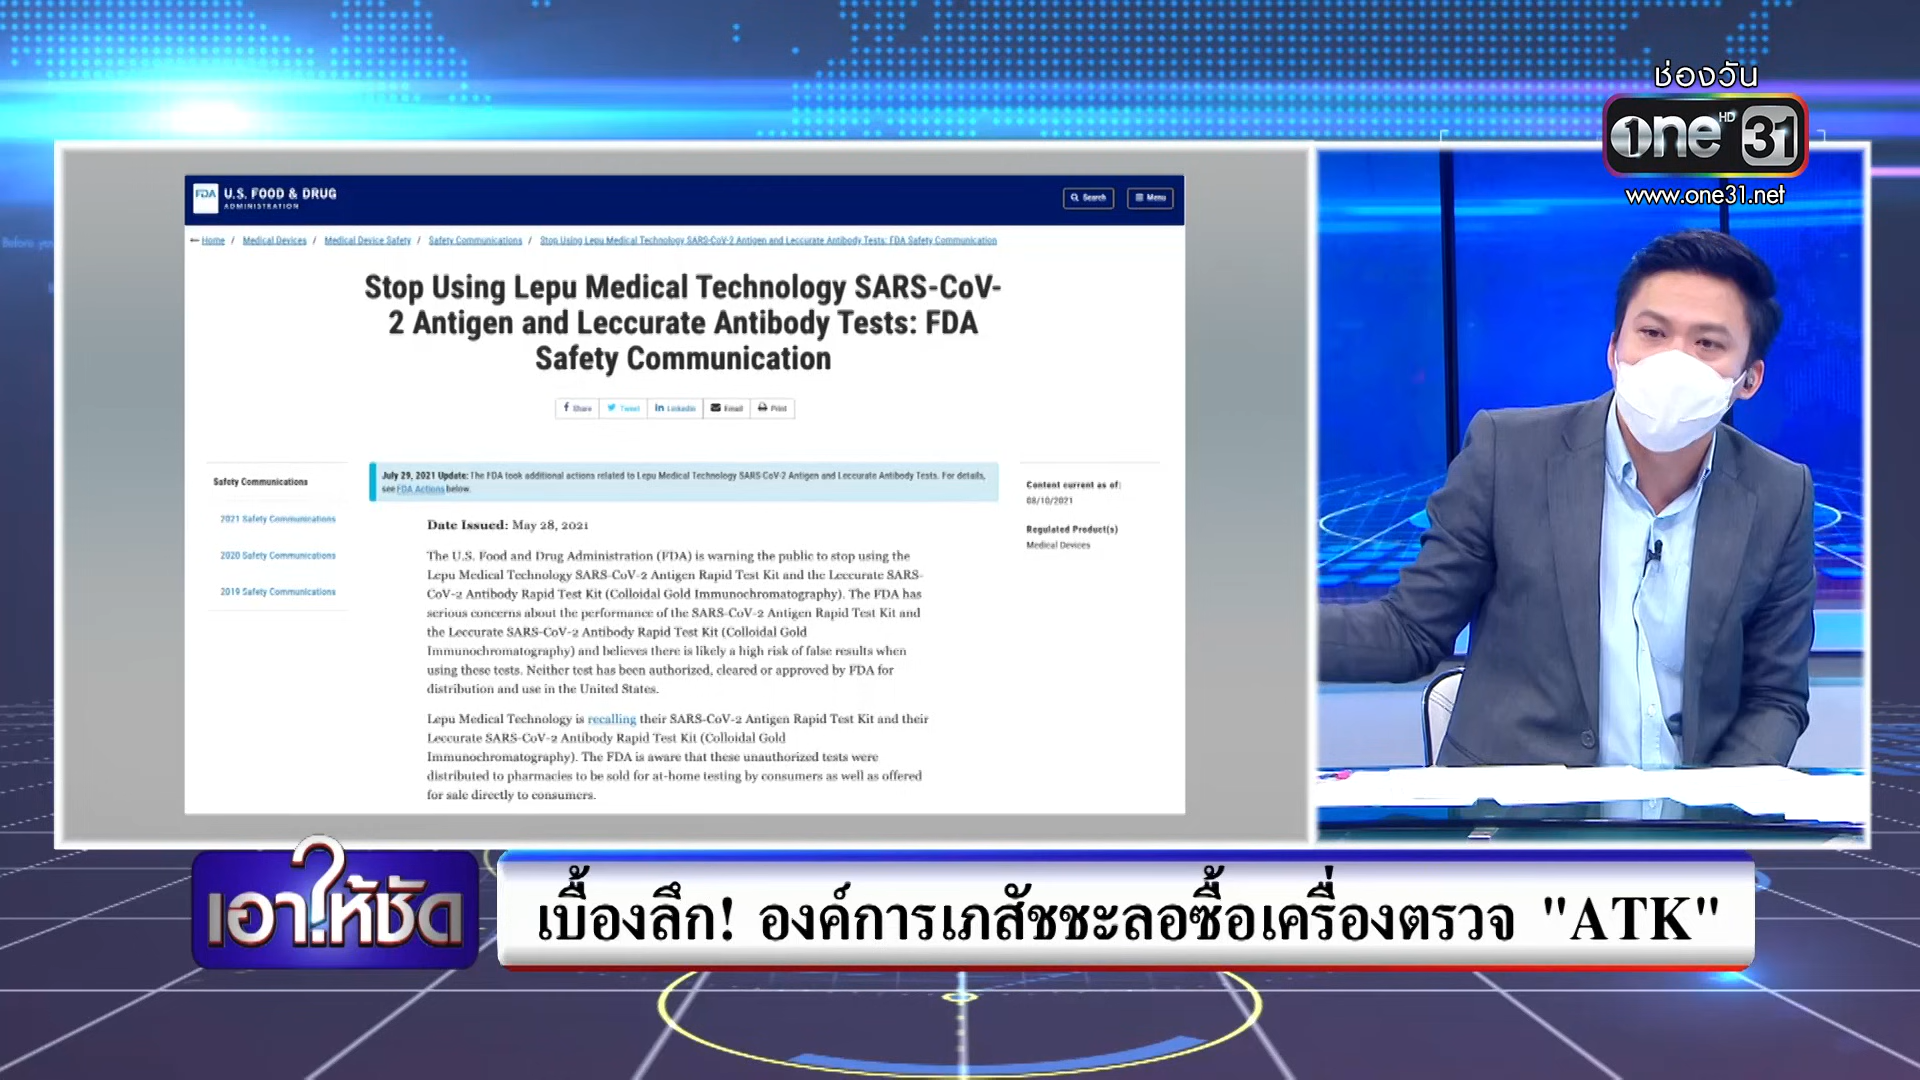 ช่องวัน
one HD 31
www.one31.net
FDA U.S. FOOD & DRUG
ADMINISTRATION
Search
Menu
Home / Medical Devices / Medical Device Safety / Safety Communications / Stop Using Lepu Medical Technology SARS-CoV-2 Antigen and Leccurate Antibody Tests: FDA Safety Communication
Stop Using Lepu Medical Technology SARS-CoV-
2 Antigen and Leccurate Antibody Tests: FDA
Safety Communication
Share Tweet Linkedin Email Print
Safety Communications
2021 Safety Communications
2020 Safety Communications
2019 Safety Communications
July 29, 2021 Update: The FDA took additional actions related to Lepu Medical Technology SARS-CoV-2 Antigen and Leccurate Antibody Tests. For details,
see FDA Actions below.
Date Issued: May 28, 2021
The U.S. Food and Drug Administration (FDA) is warning the public to stop using the
Lepu Medical Technology SARS-CoV-2 Antigen Rapid Test Kit and the Leccurate SARS-
CoV-2 Antibody Rapid Test Kit (Colloidal Gold Immunochromatography). The FDA has
serious concerns about the performance of the SARS-CoV-2 Antigen Rapid Test Kit and
the Leccurate SARS-CoV-2 Antibody Rapid Test Kit (Colloidal Gold
Immunochromatography) and believes there is likely a high risk of false results when
using these tests. Neither test has been authorized, cleared or approved by FDA for
distribution and use in the United States.
Lepu Medical Technology is recalling their SARS-CoV-2 Antigen Rapid Test Kit and their
Leccurate SARS-CoV-2 Antibody Rapid Test Kit (Colloidal Gold
Immunochromatography). The FDA is aware that these unauthorized tests were
distributed to pharmacies to be sold for at-home testing by consumers as well as offered
for sale directly to consumers.
Content current as of:
08/10/2021
Regulated Product(s)
Medical Devices
เอาให้ชัด?
เบื้องลึก! องค์การเภสัชชะลอซื้อเครื่องตรวจ "ATK"